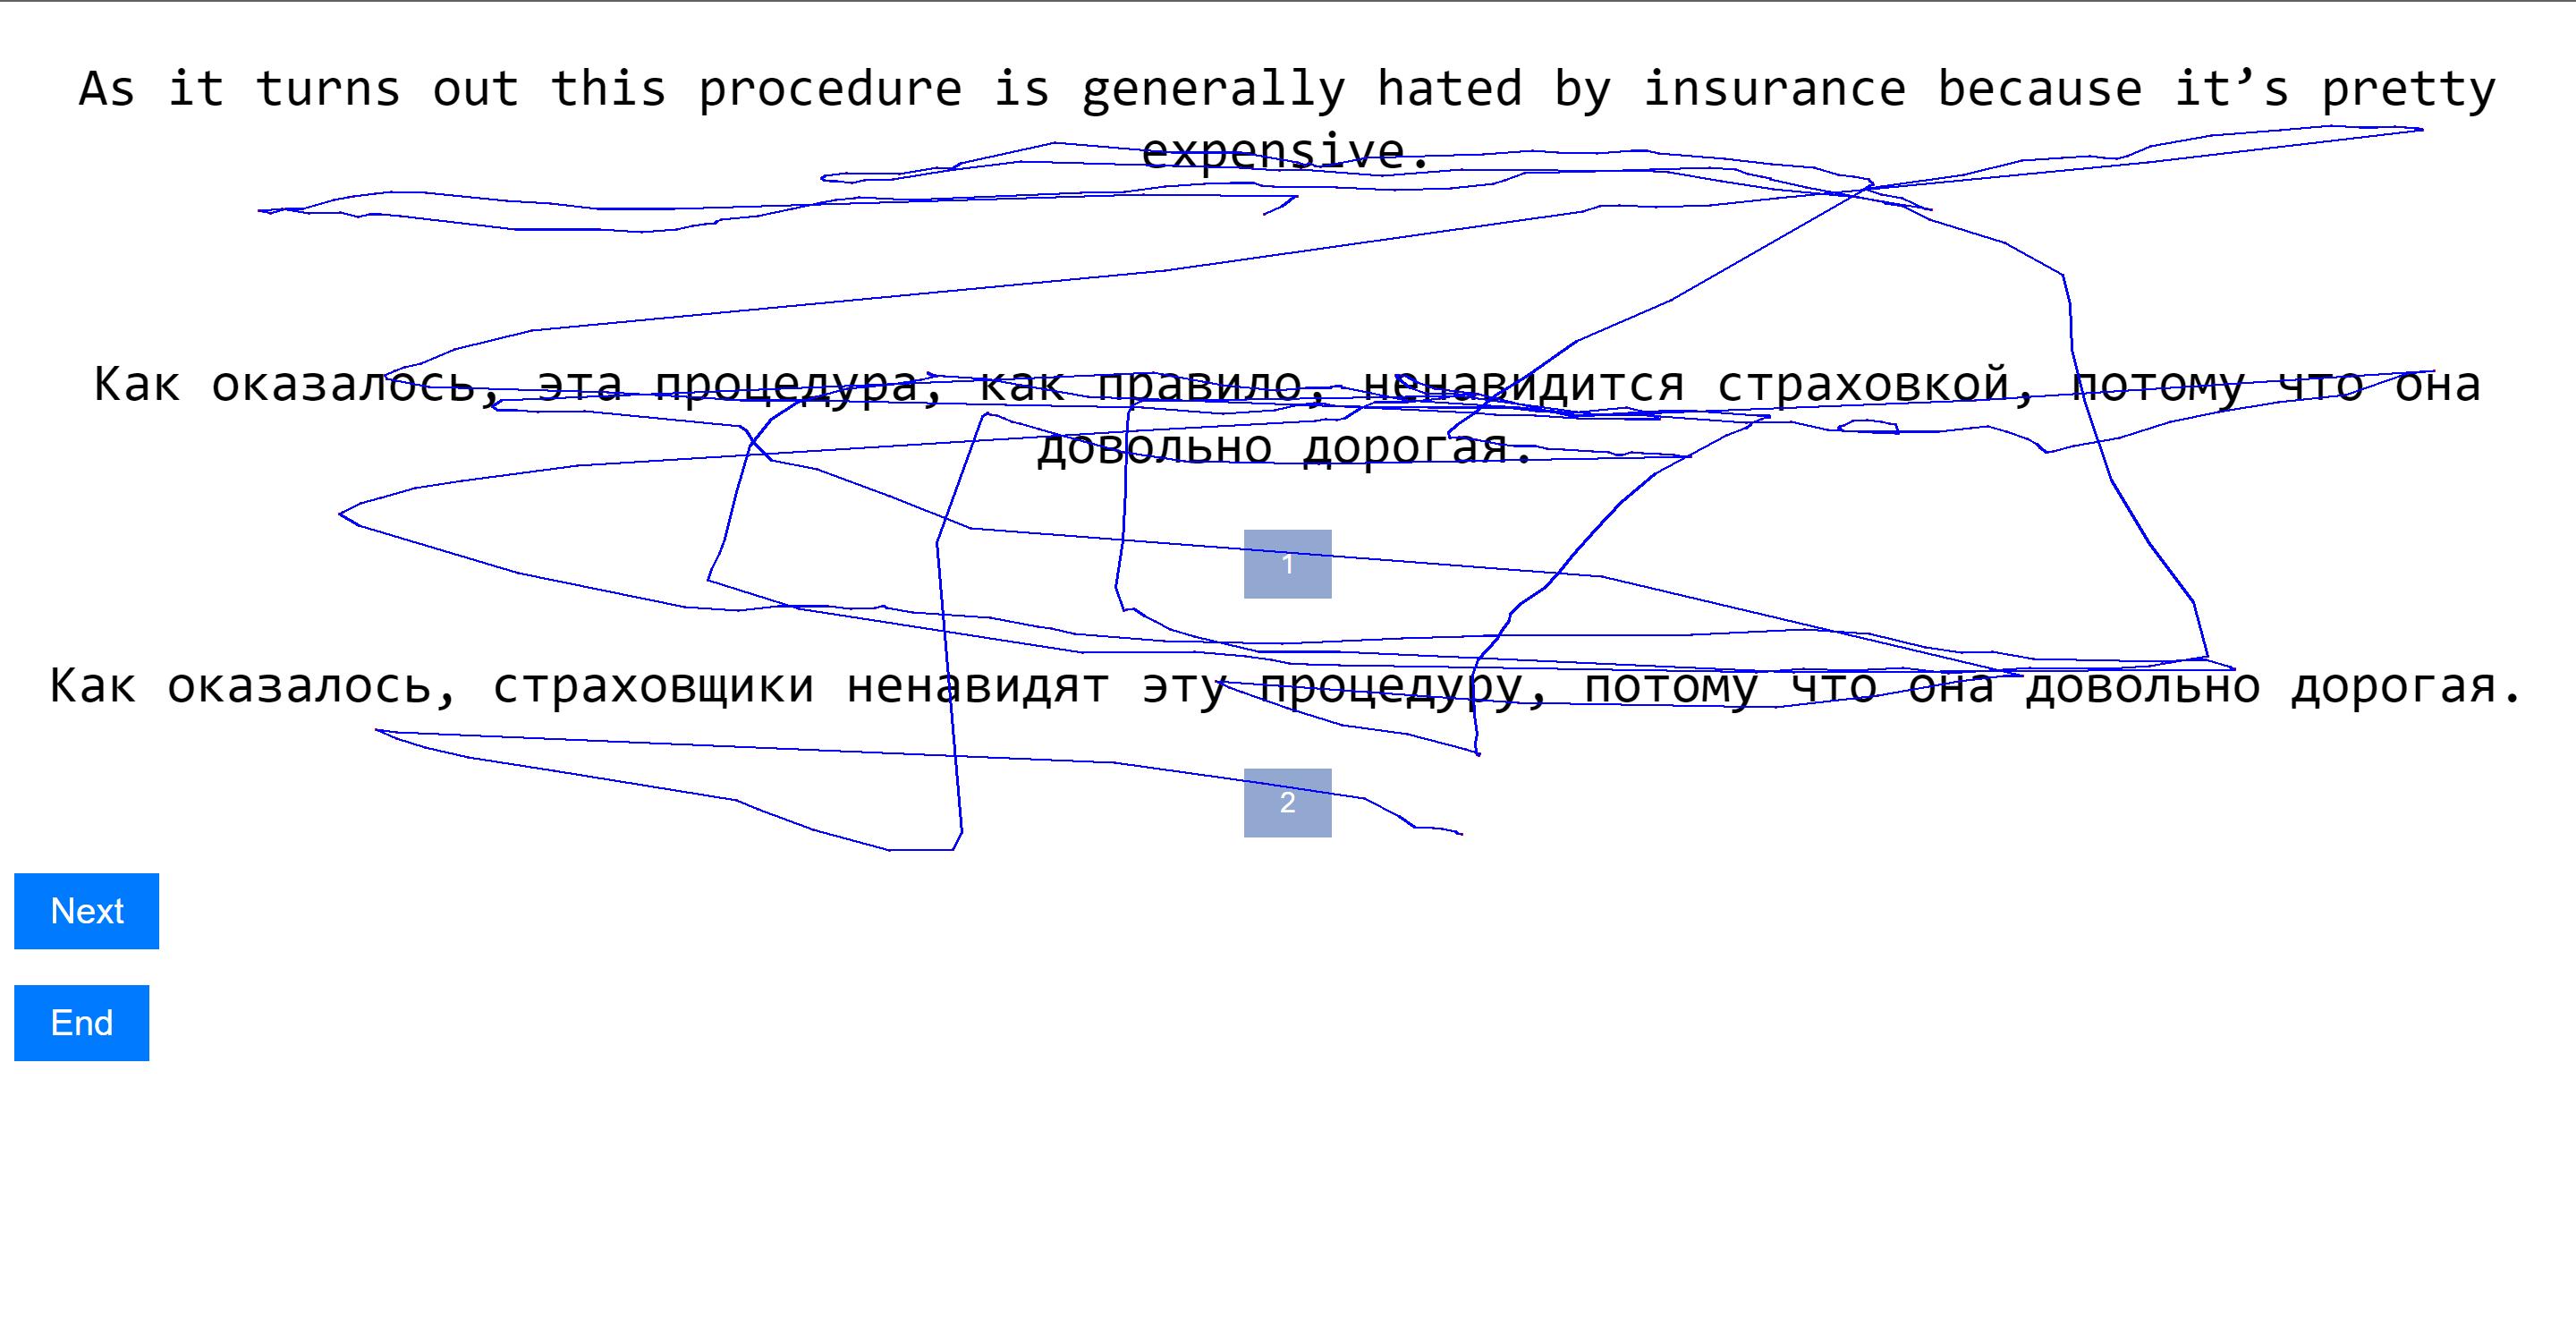 As it turns out this procedure is generally hated by insurance because it’s pretty
expensive.
Как оказалось, эта процедура, как правило, ненавидится страховкой, потому что она
довольно дорогая.
1
Как оказалось, страховщики ненавидят эту процедуру, потому что она довольно дорогая.
2
Next
End